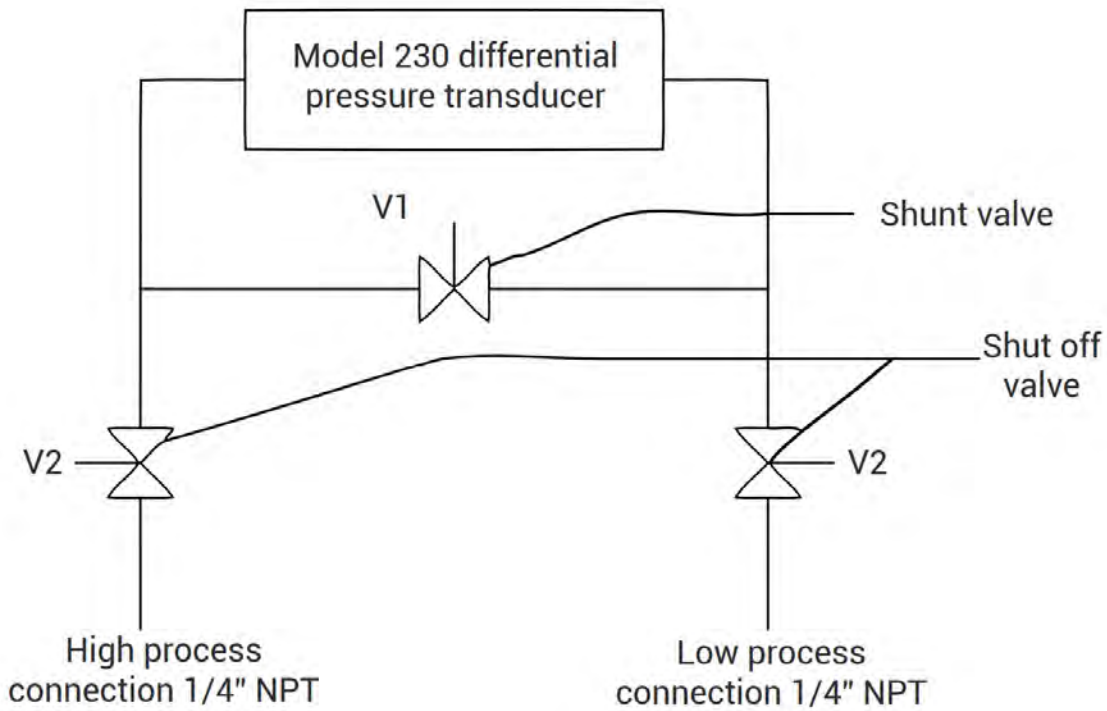 Model 230 differential
pressure transducer
V1
Shunt valve
Shut off
valve
V2
V2
High process
connection 1/4" NPT
Low process
connection 1/4" NPT